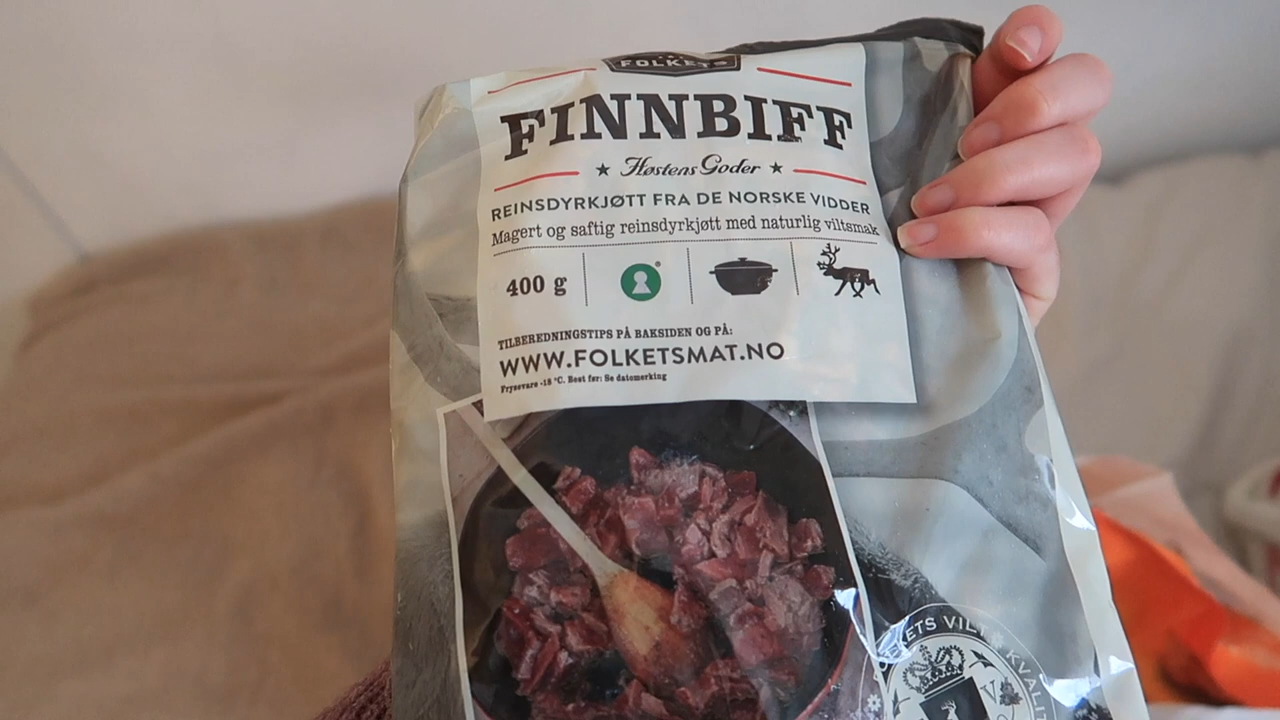 FOLKETS
FINNBIFF
Høstens Goder
REINSDYRKJØTT FRA DE NORSKE VIDDER
Magert og saftig reinsdyrkjøtt med naturlig viltsmak
400 g
TILBEREDNINGSTIPS PÅ BAKSIDEN OG PÅ:
WWW.FOLKETSMAT.NO
Frysevare -18 °C. Best før: Se datomerking
VILT
V